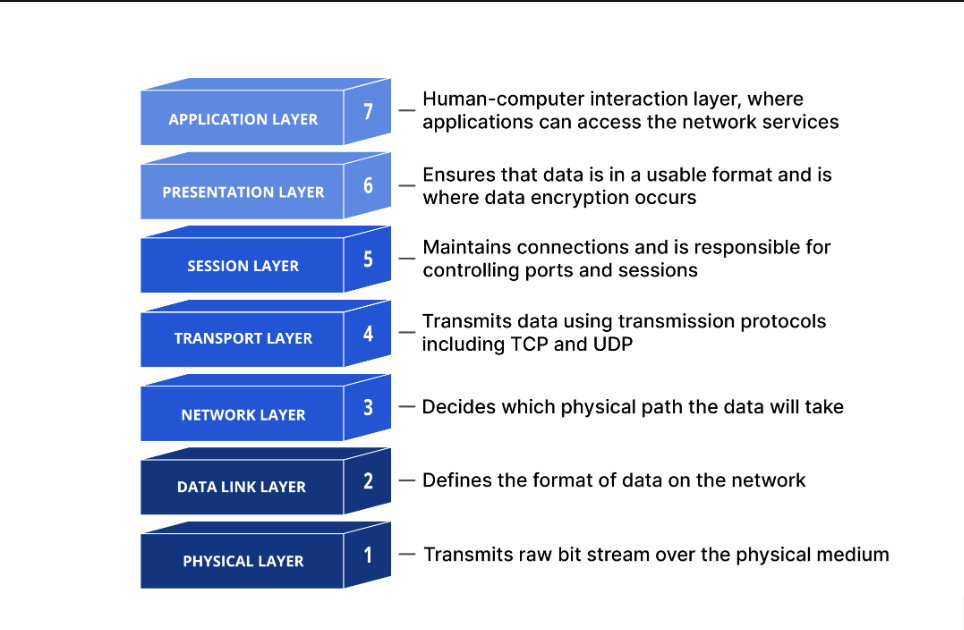 APPLICATION LAYER 7
Human-computer interaction layer, where
applications can access the network services
PRESENTATION LAYER 6
Ensures that data is in a usable format and is
where data encryption occurs
SESSION LAYER 5
Maintains connections and is responsible for
controlling ports and sessions
TRANSPORT LAYER 4
Transmits data using transmission protocols
including TCP and UDP
NETWORK LAYER 3
Decides which physical path the data will take
DATA LINK LAYER 2
Defines the format of data on the network
PHYSICAL LAYER 1
Transmits raw bit stream over the physical medium